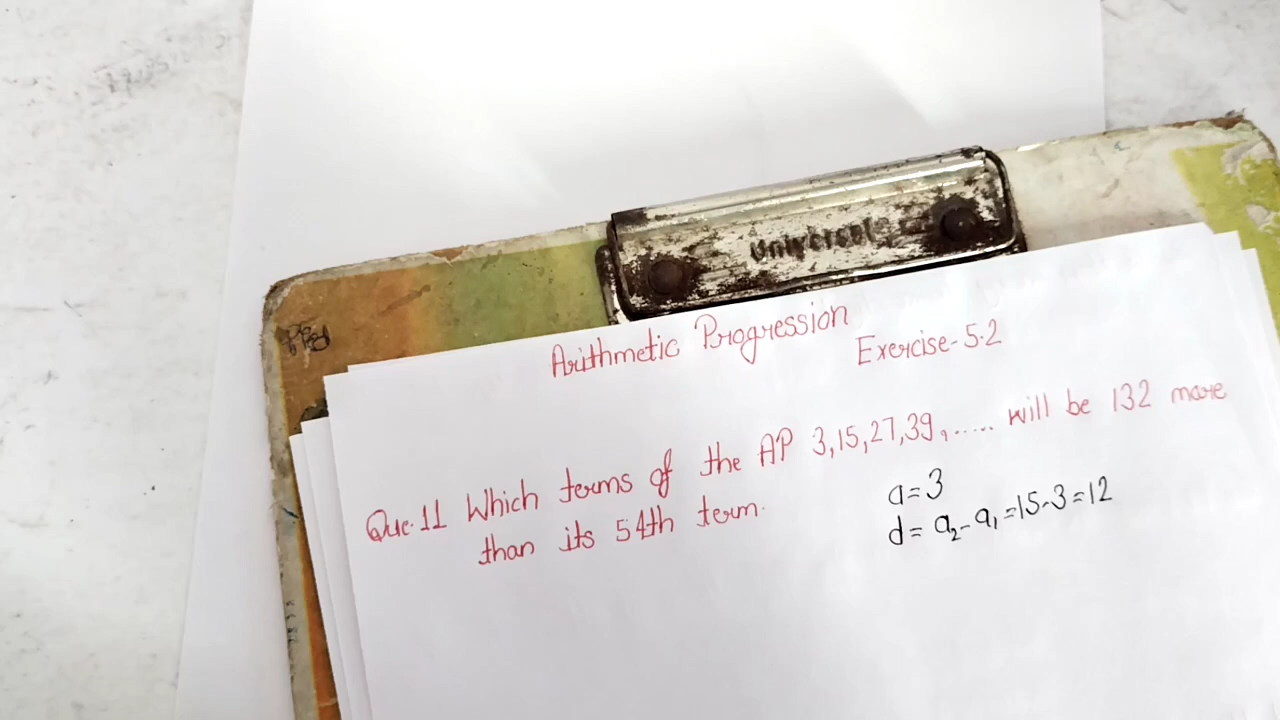 Universal
Arithmetic Progression
Exercise-5.2
Que.11 Which terms of the AP 3,15,27,39,..... will be 132 more
than its 54th term.
a=3
d= a₂-a₁=15-3=12